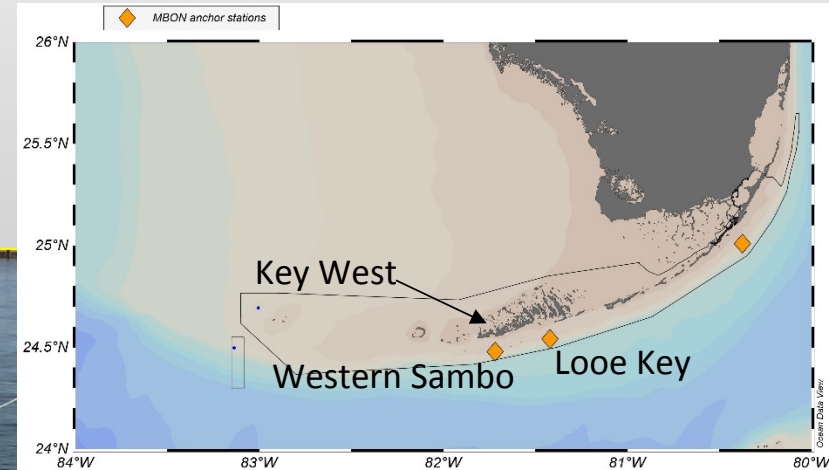 MBON anchor stations
26°N
25.5°N
25°N
24.5°N
24°N
Key West
Western Sambo
Looe Key
84°W
83°W
82°W
81°W
80°W
Ocean Data View